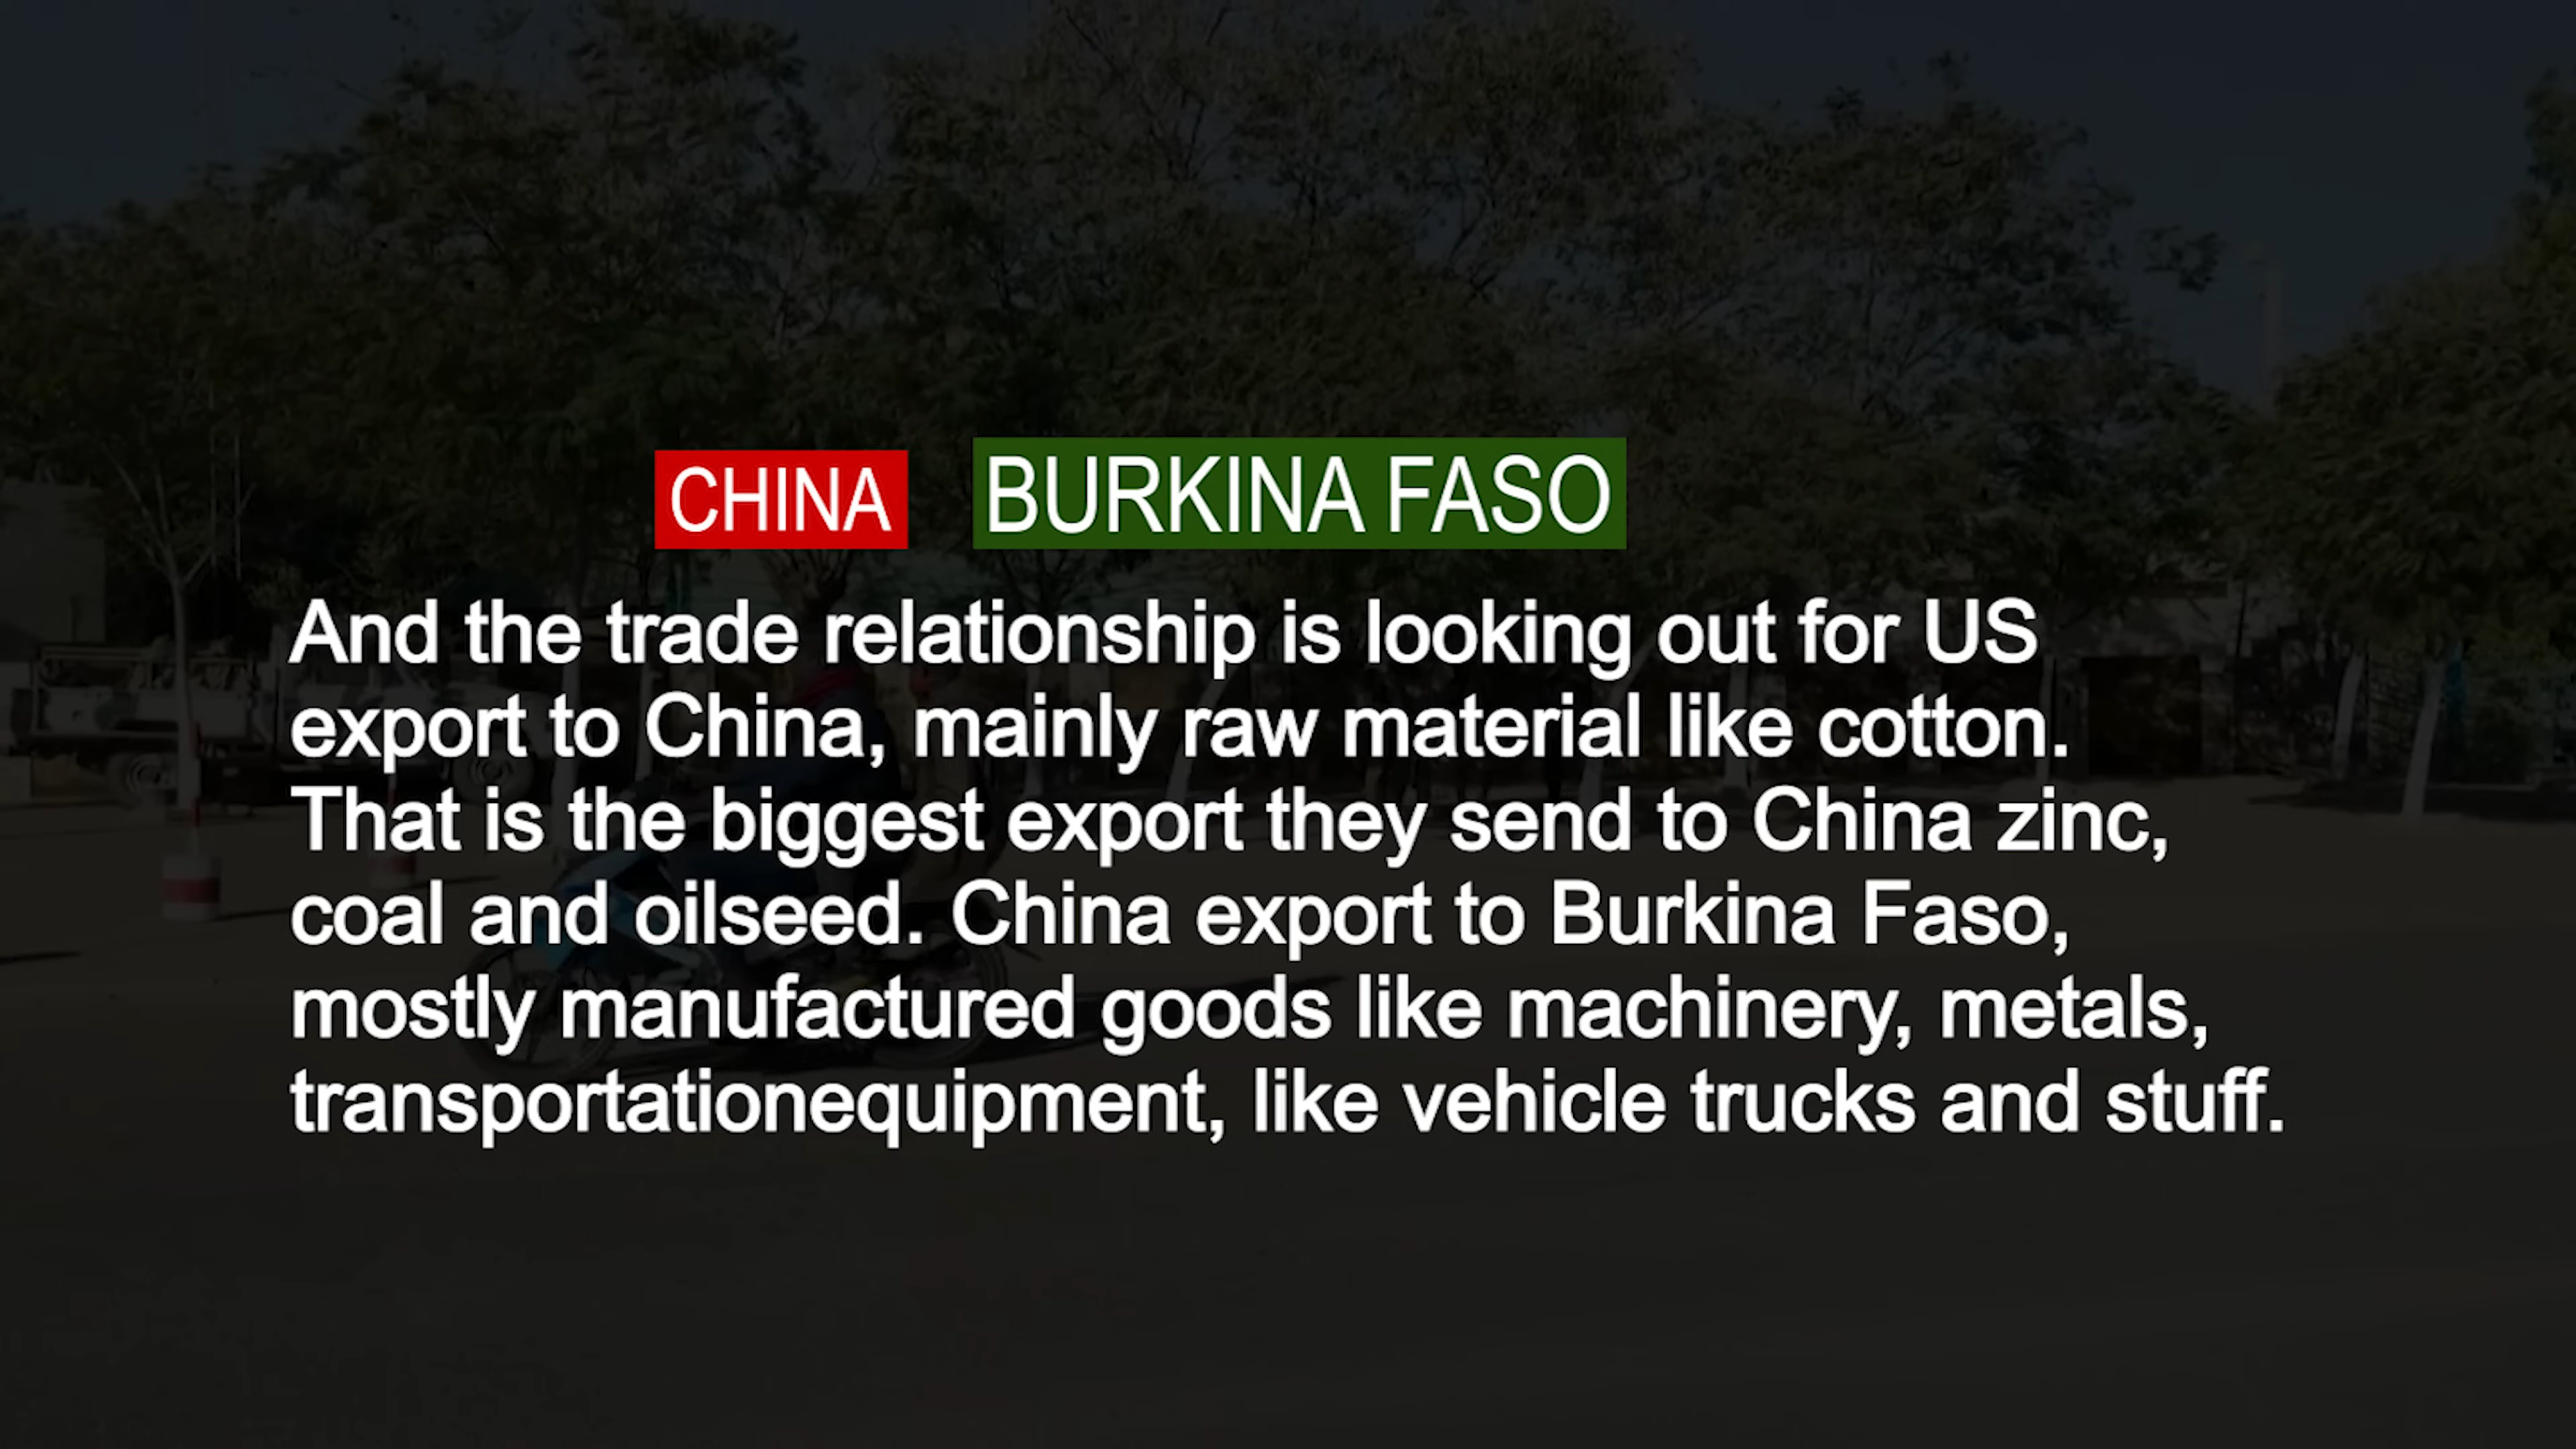 CHINA BURKINA FASO
And the trade relationship is looking out for US
export to China, mainly raw material like cotton.
That is the biggest export they send to China zinc,
coal and oilseed. China export to Burkina Faso,
mostly manufactured goods like machinery, metals,
transportationequipment, like vehicle trucks and stuff.